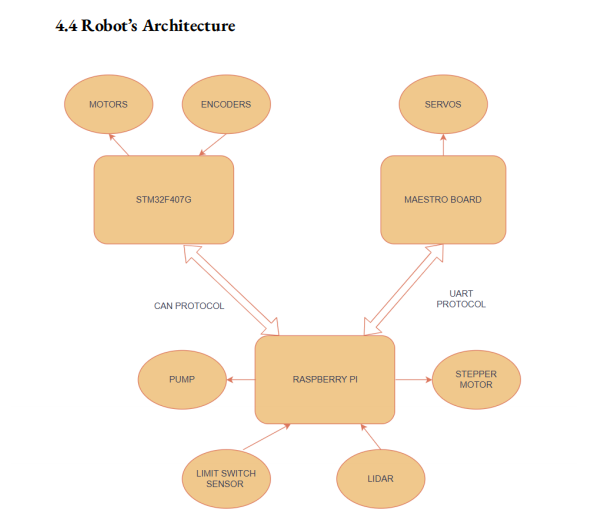 4.4 Robot’s Architecture
MOTORS
ENCODERS
SERVOS
STM32F407G
MAESTRO BOARD
CAN PROTOCOL
UART
PROTOCOL
PUMP
RASPBERRY PI
STEPPER
MOTOR
LIMIT SWITCH
SENSOR
LIDAR